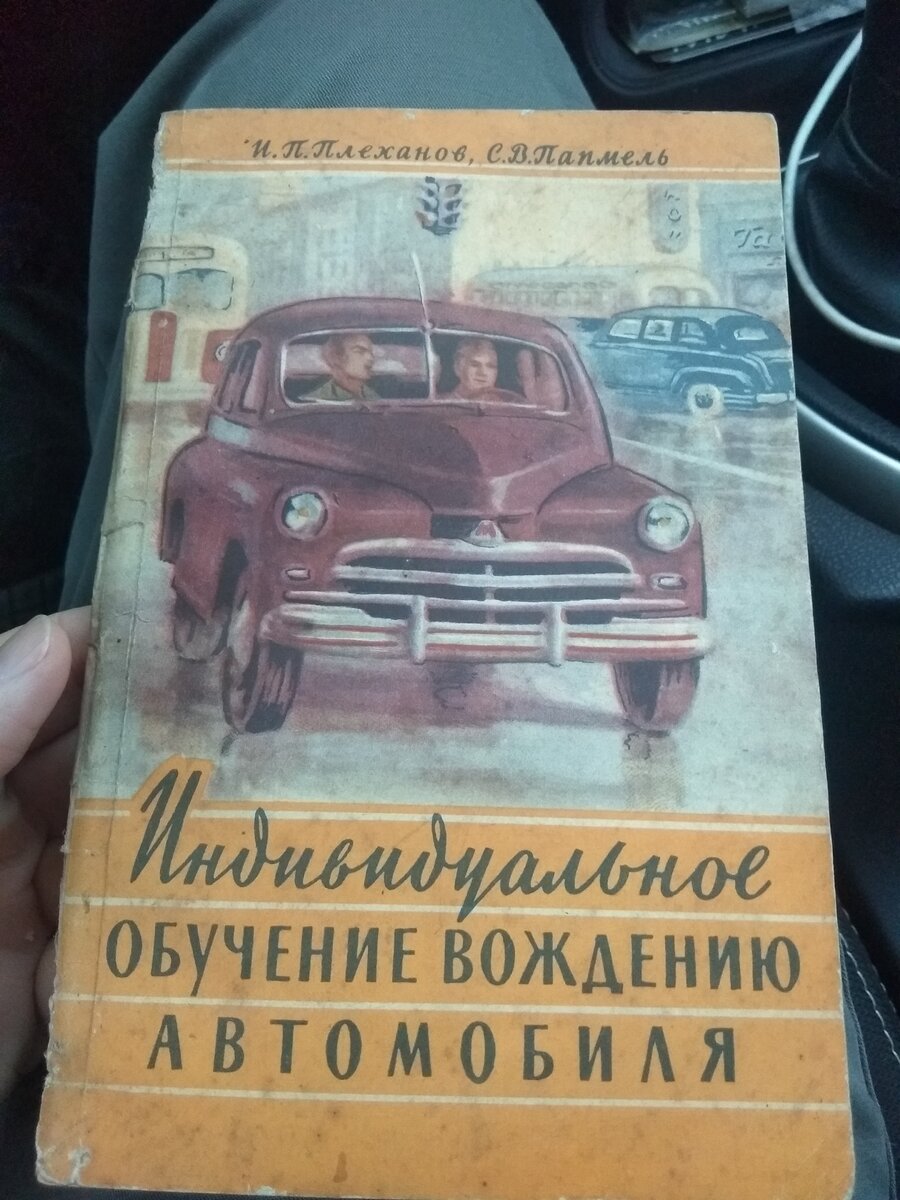 И.П.Плеханов, С.В.Папмель
Индивидуальное
ОБУЧЕНИЕ ВОЖДЕНИЮ
АВТОМОБИЛЯ